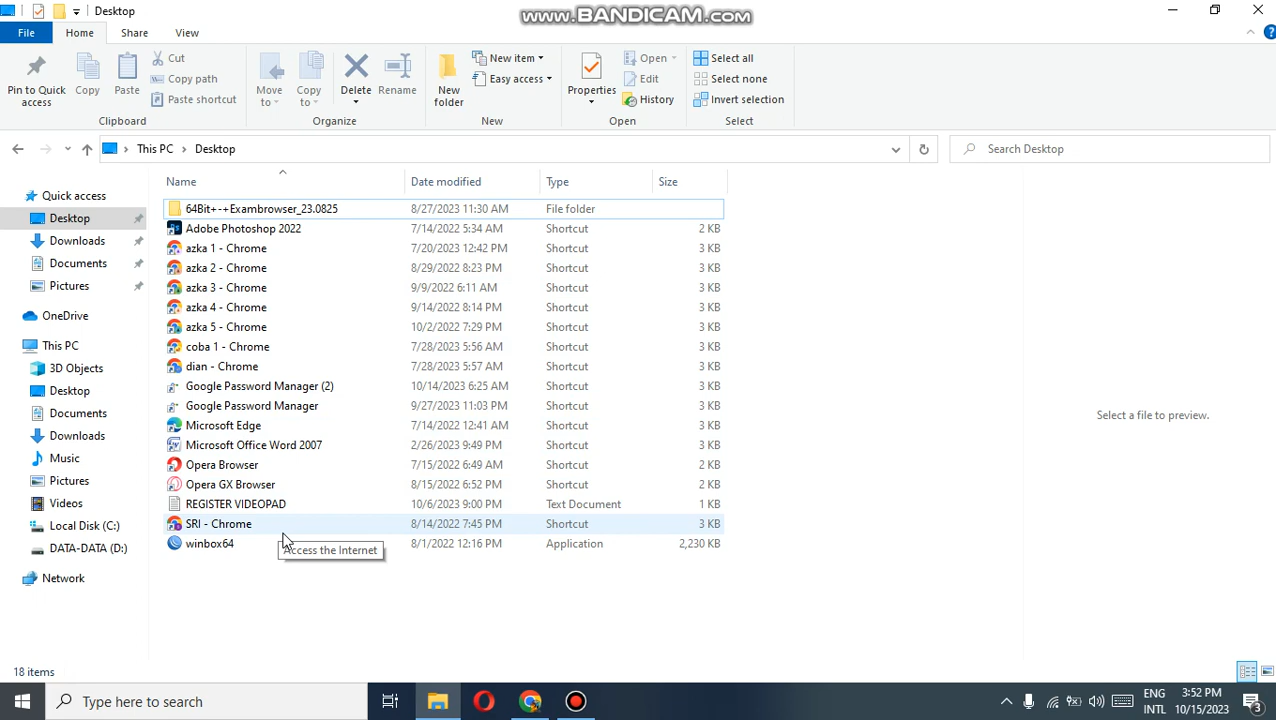 Desktop
www.BANDICAM.com
File Home Share View
Pin to Quick access
Copy
Paste
Cut
Copy path
Paste shortcut
Clipboard
Move to
Copy to
Delete
Rename
Organize
New folder
New item
Easy access
New
Properties
Open
Edit
History
Open
Select all
Select none
Invert selection
Select
This PC > Desktop
Search Desktop
Quick access
Desktop
Downloads
Documents
Pictures
OneDrive
This PC
3D Objects
Desktop
Documents
Downloads
Music
Pictures
Videos
Local Disk (C:)
DATA-DATA (D:)
Network
Name Date modified Type Size
64Bit+-+Exambrowser_23.0825 8/27/2023 11:30 AM File folder
Adobe Photoshop 2022 7/14/2022 5:34 AM Shortcut 2 KB
azka 1 - Chrome 7/20/2023 12:42 PM Shortcut 3 KB
azka 2 - Chrome 8/29/2022 8:23 PM Shortcut 3 KB
azka 3 - Chrome 9/9/2022 6:11 AM Shortcut 3 KB
azka 4 - Chrome 9/14/2022 8:14 PM Shortcut 3 KB
azka 5 - Chrome 10/2/2022 7:29 PM Shortcut 3 KB
coba 1 - Chrome 7/28/2023 5:56 AM Shortcut 3 KB
dian - Chrome 7/28/2023 5:57 AM Shortcut 3 KB
Google Password Manager (2) 10/14/2023 6:25 AM Shortcut 3 KB
Google Password Manager 9/27/2023 11:03 PM Shortcut 3 KB
Microsoft Edge 7/14/2022 12:41 AM Shortcut 3 KB
Microsoft Office Word 2007 2/26/2023 9:49 PM Shortcut 3 KB
Opera Browser 7/15/2022 6:49 AM Shortcut 2 KB
Opera GX Browser 8/15/2022 6:52 PM Shortcut 2 KB
REGISTER VIDEOPAD 10/6/2023 9:00 PM Text Document 1 KB
SRI - Chrome 8/14/2022 7:45 PM Shortcut 3 KB
winbox64 8/1/2022 12:16 PM Application 2,230 KB
Access the Internet
Select a file to preview.
18 items
Type here to search
ENG
INTL
3:52 PM
10/15/2023
3